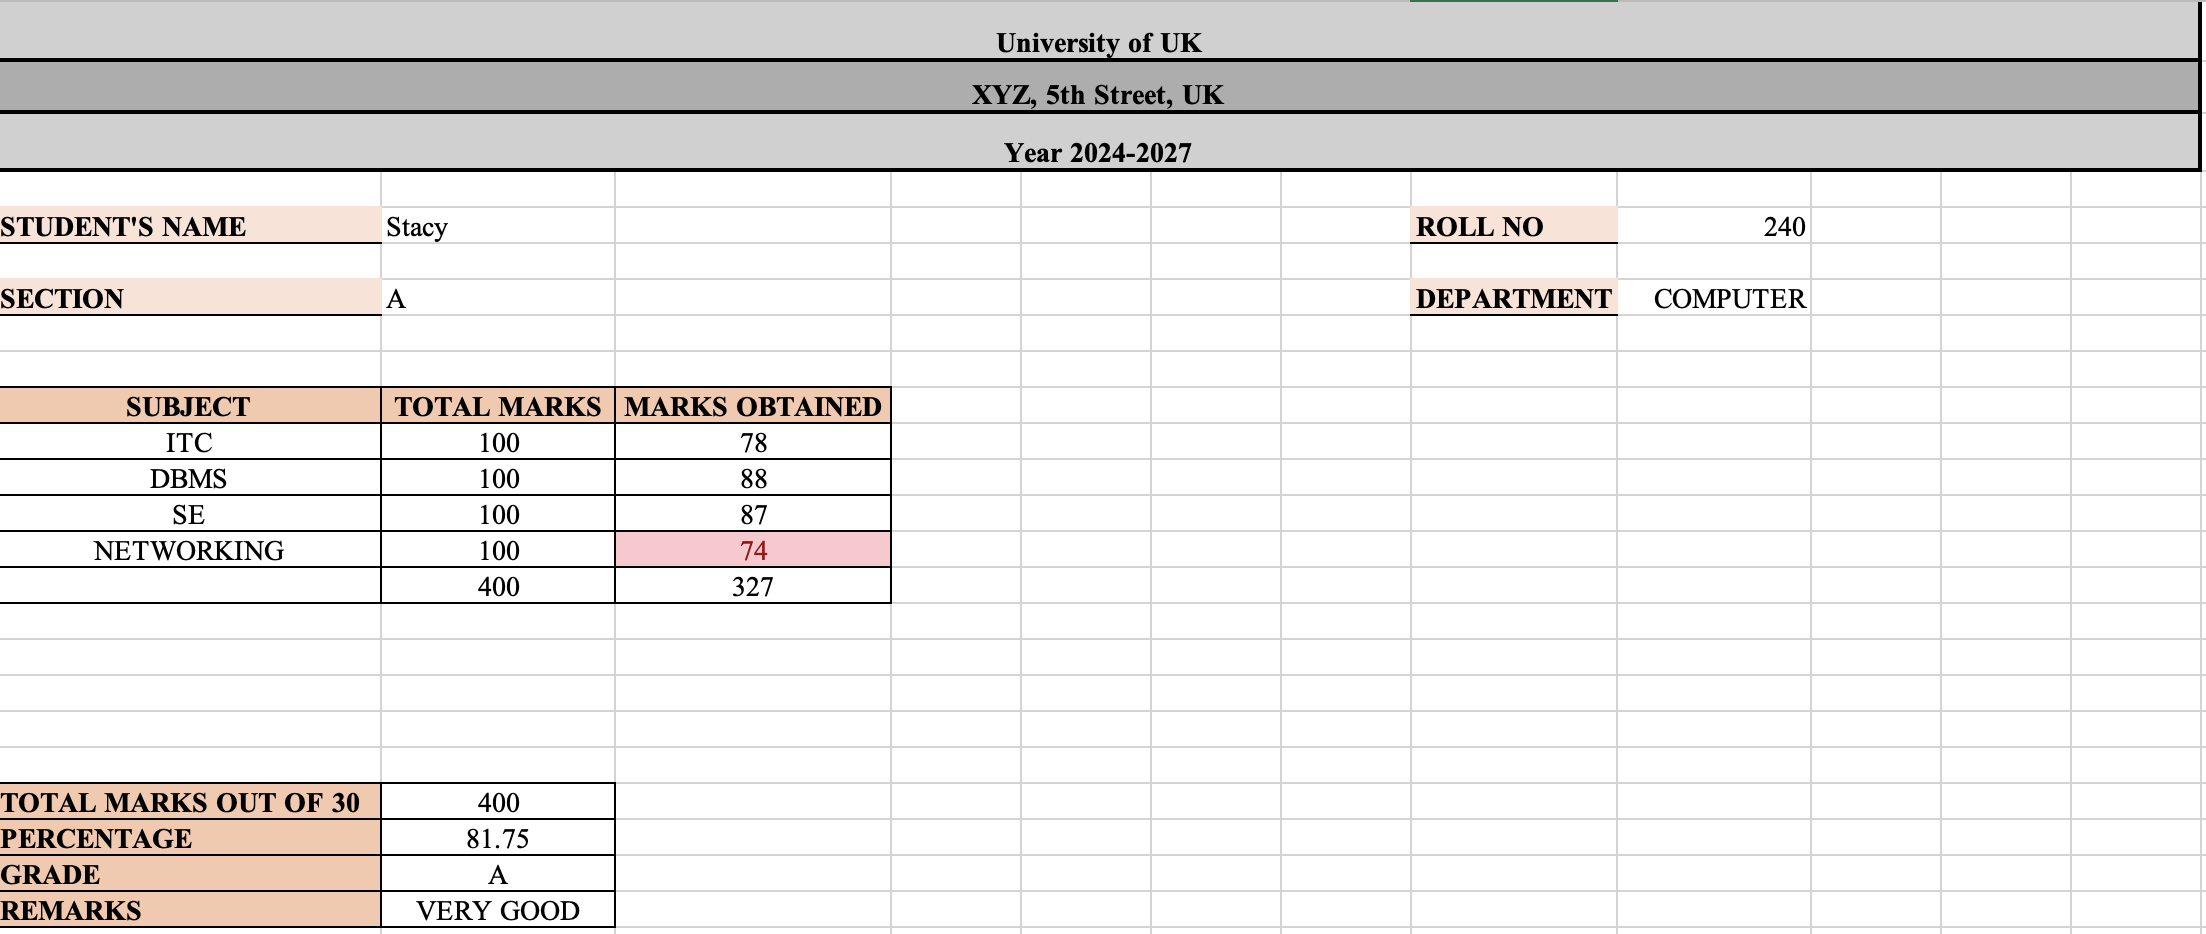 University of UK
XYZ, 5th Street, UK
Year 2024-2027
STUDENT'S NAME Stacy ROLL NO 240
SECTION A DEPARTMENT COMPUTER
SUBJECT TOTAL MARKS MARKS OBTAINED
ITC 100 78
DBMS 100 88
SE 100 87
NETWORKING 100 74
400 327
TOTAL MARKS OUT OF 30 400
PERCENTAGE 81.75
GRADE A
REMARKS VERY GOOD